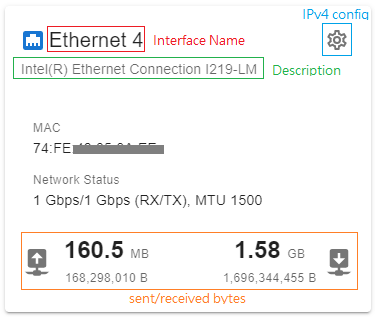 IPv4 config
Ethernet 4 Interface Name
Intel(R) Ethernet Connection I219-LM Description
MAC
74:FE
Network Status
1 Gbps/1 Gbps (RX/TX), MTU 1500
160.5 MB 1.58 GB
168,298,010 B 1,696,344,455 B
sent/received bytes